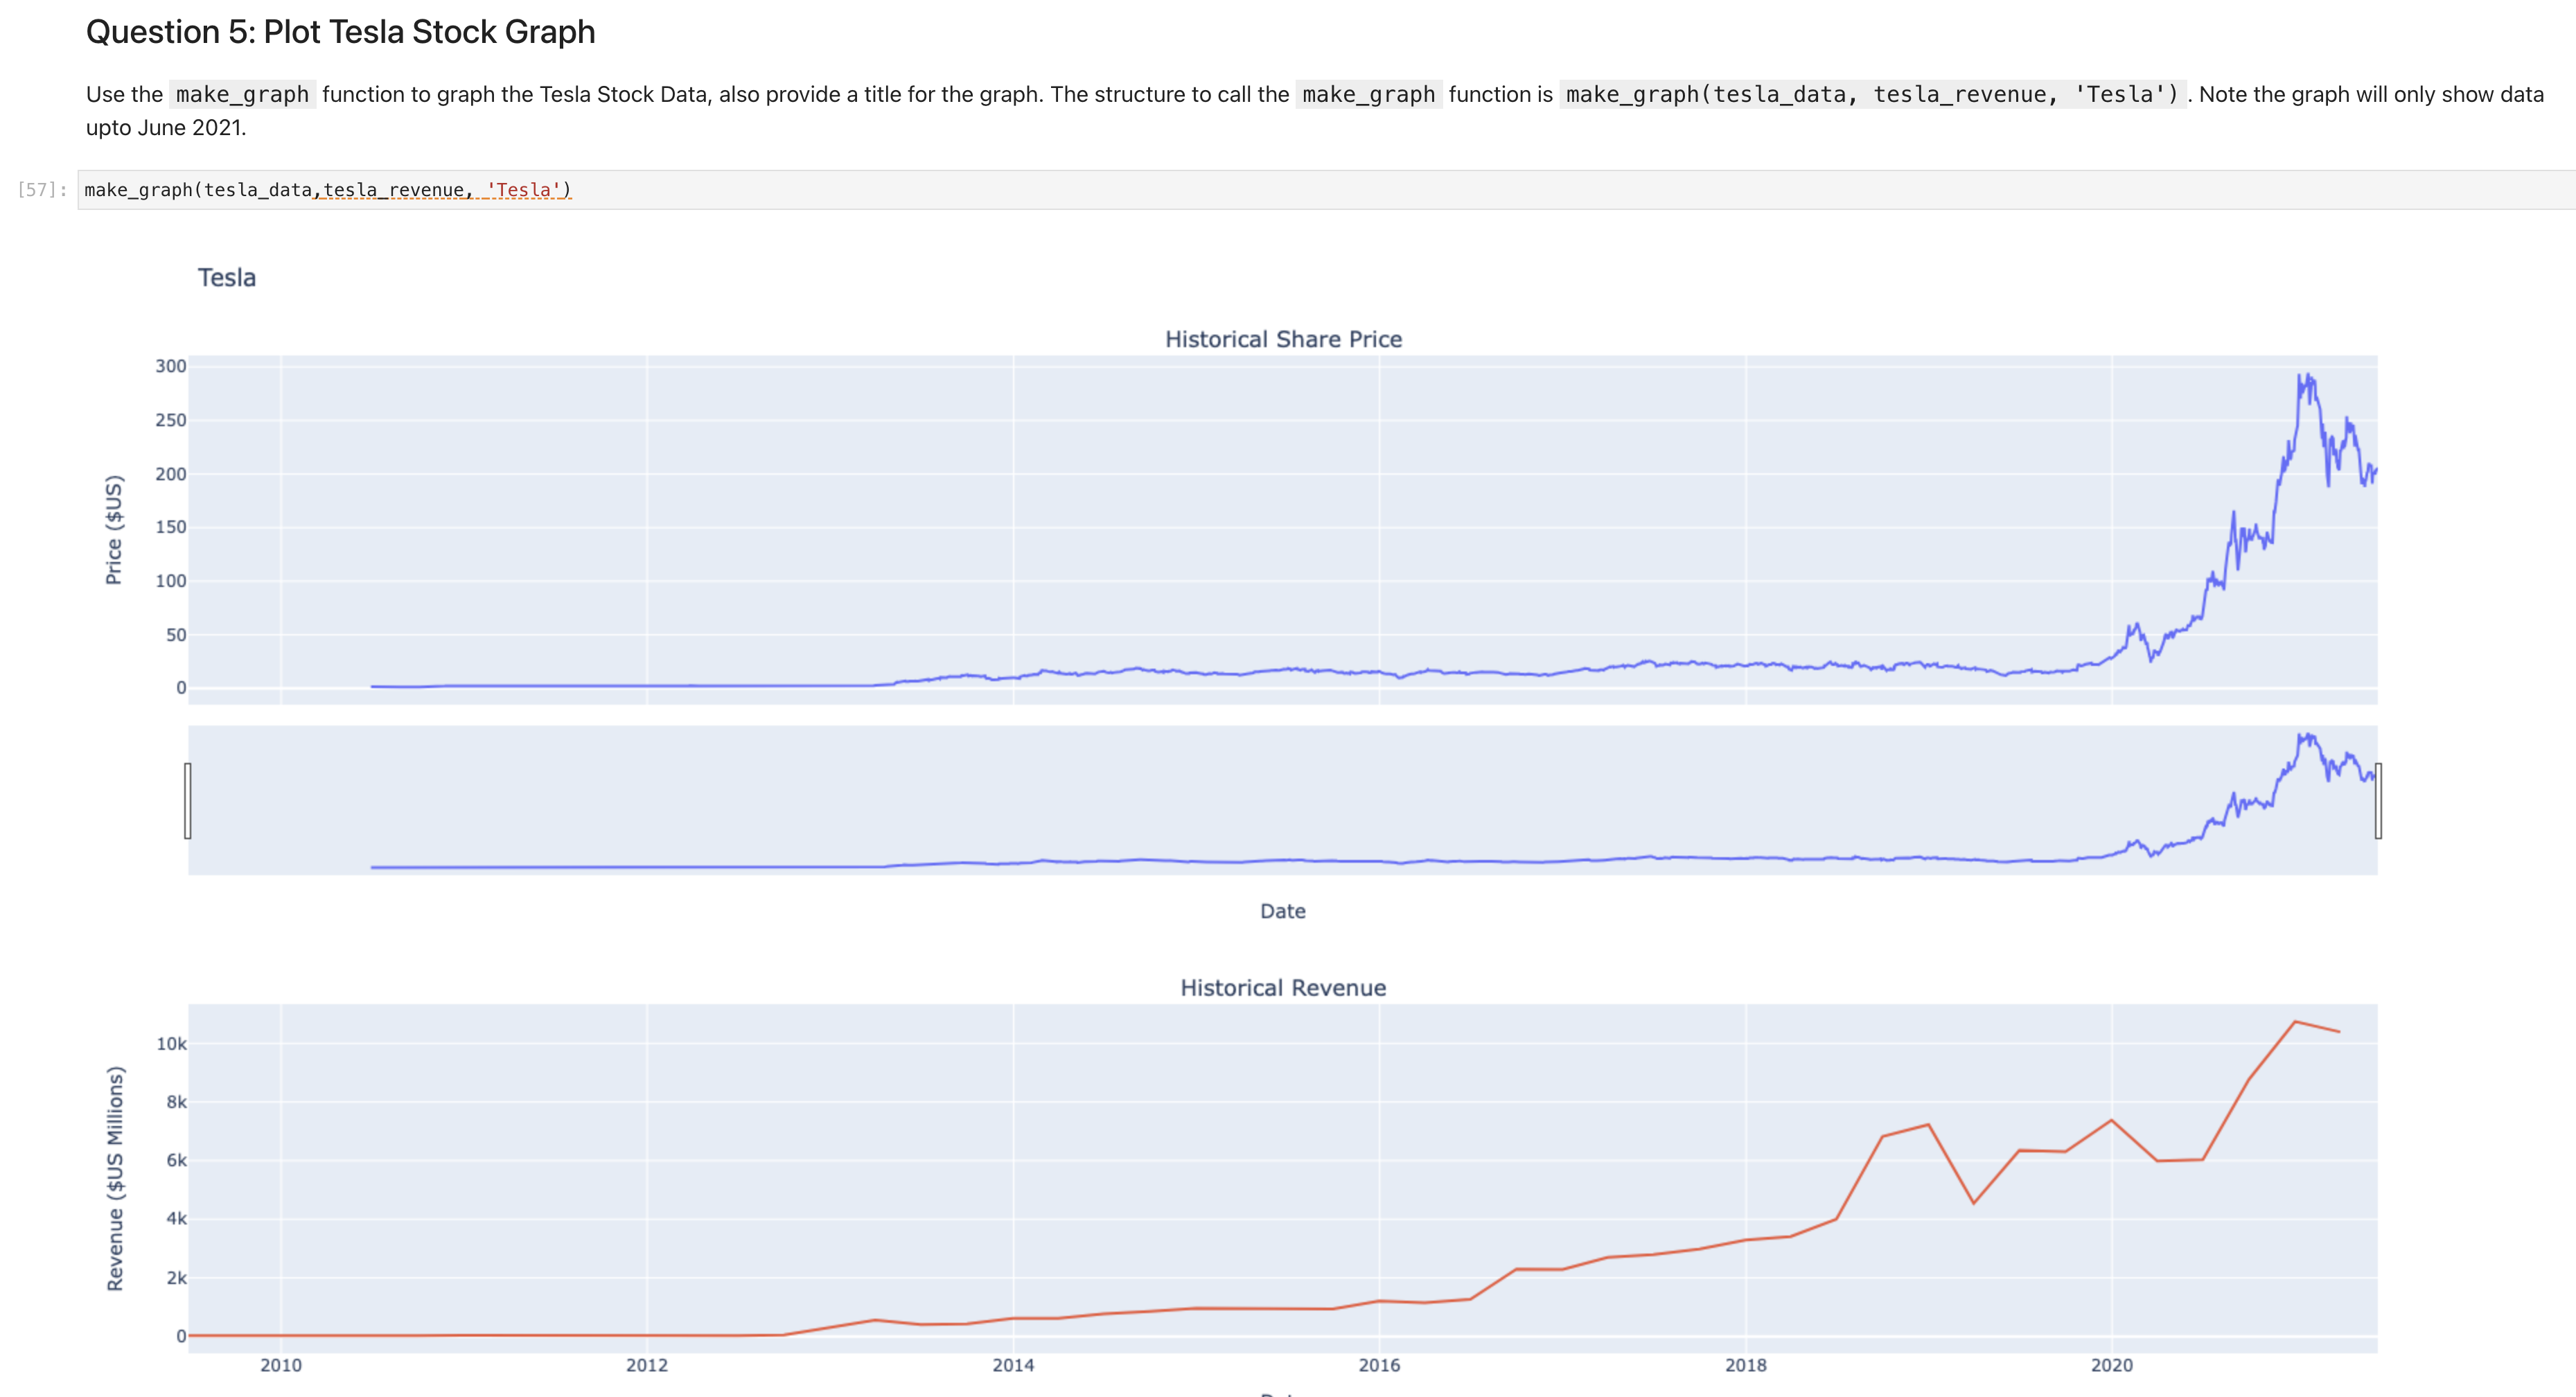 Question 5: Plot Tesla Stock Graph
Use the make_graph function to graph the Tesla Stock Data, also provide a title for the graph. The structure to call the make_graph function is make_graph(tesla_data, tesla_revenue, 'Tesla') . Note the graph will only show data
upto June 2021.
[57]: make_graph(tesla_data,tesla_revenue, 'Tesla')
Tesla
Historical Share Price
300
250
200
150
100
50
0
Price ($US)
Date
Historical Revenue
10k
8k
6k
4k
2k
0
Revenue ($US Millions)
2010 2012 2014 2016 2018 2020